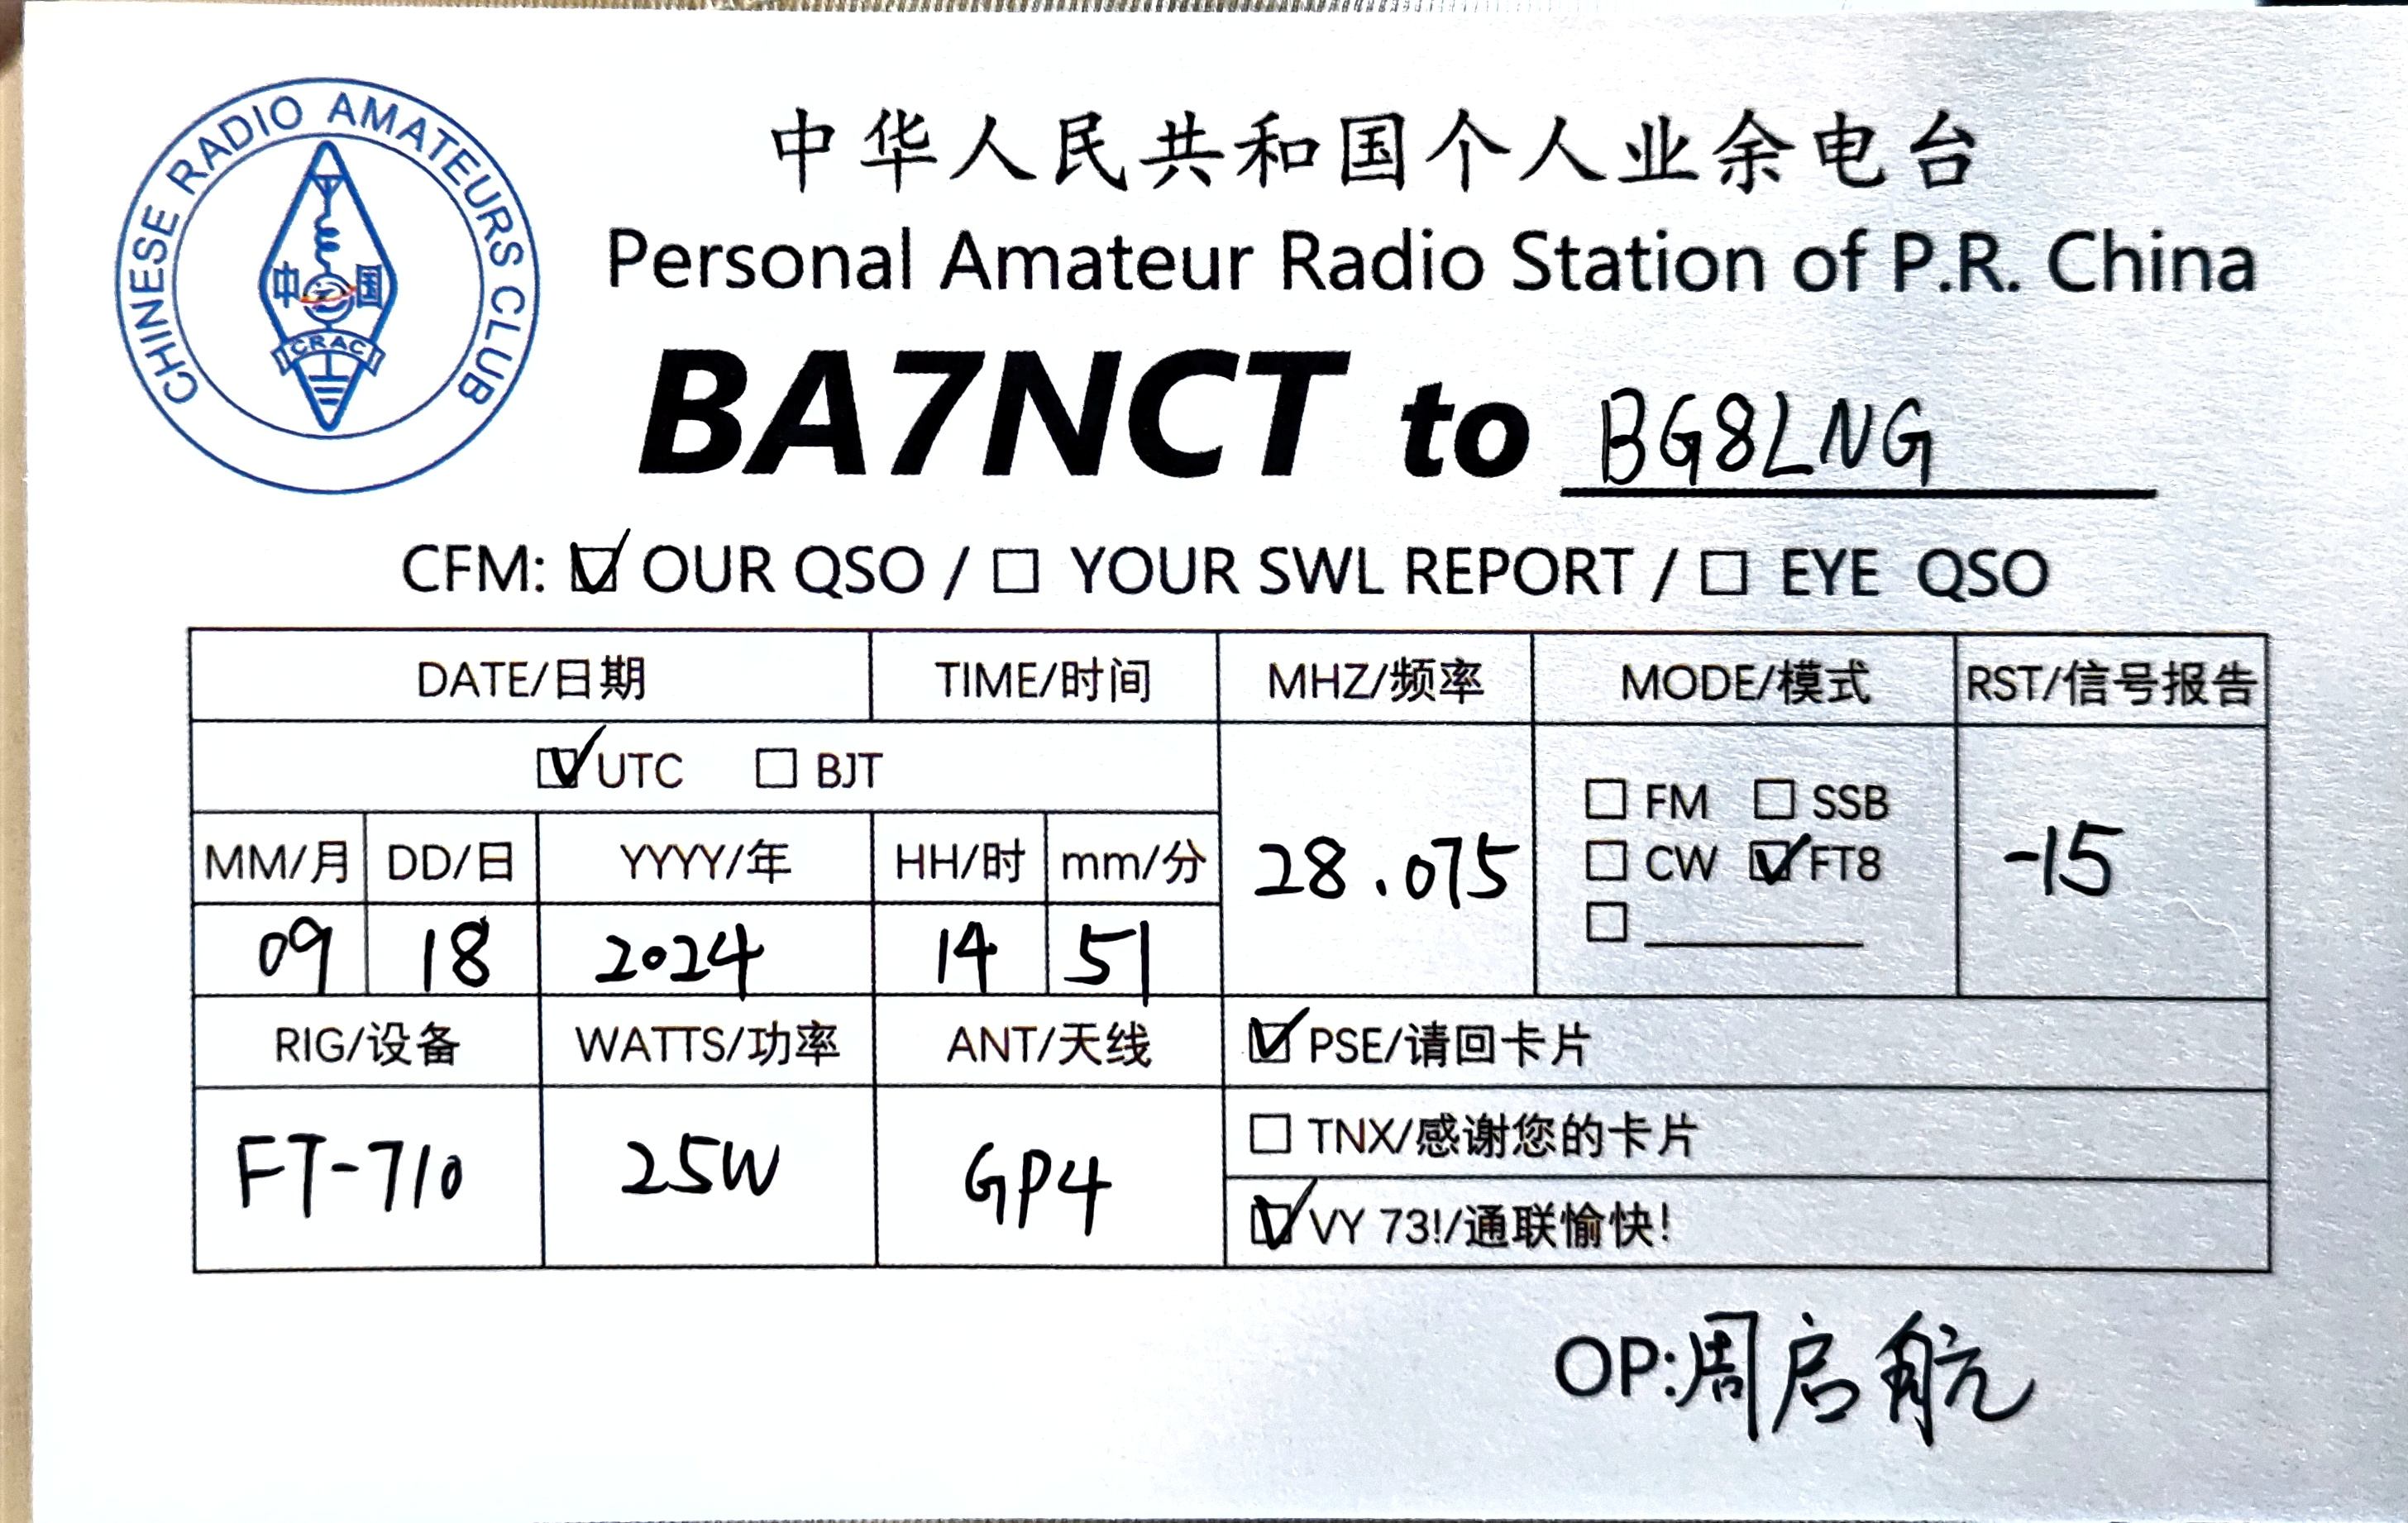 CHINESE RADIO AMATEURS CLUB
中 国
CRAC
中华人民共和国个人业余电台
Personal Amateur Radio Station of P.R. China
BA7NCT to BG8LNG
CFM: ☑ OUR QSO / ☐ YOUR SWL REPORT / ☐ EYE QSO
DATE/日期 TIME/时间 MHZ/频率 MODE/模式 RST/信号报告
☑ UTC ☐ BJT
☐ FM ☐ SSB
MM/月 DD/日 YYYY/年 HH/时 mm/分 28.075 ☐ CW ☑ FT8 -15
☐
09 18 2024 14 51
RIG/设备 WATTS/功率 ANT/天线 ☑ PSE/请回卡片
☐ TNX/感谢您的卡片
FT-710 25W GP4
☑ VY 73!/通联愉快!
OP:周启航